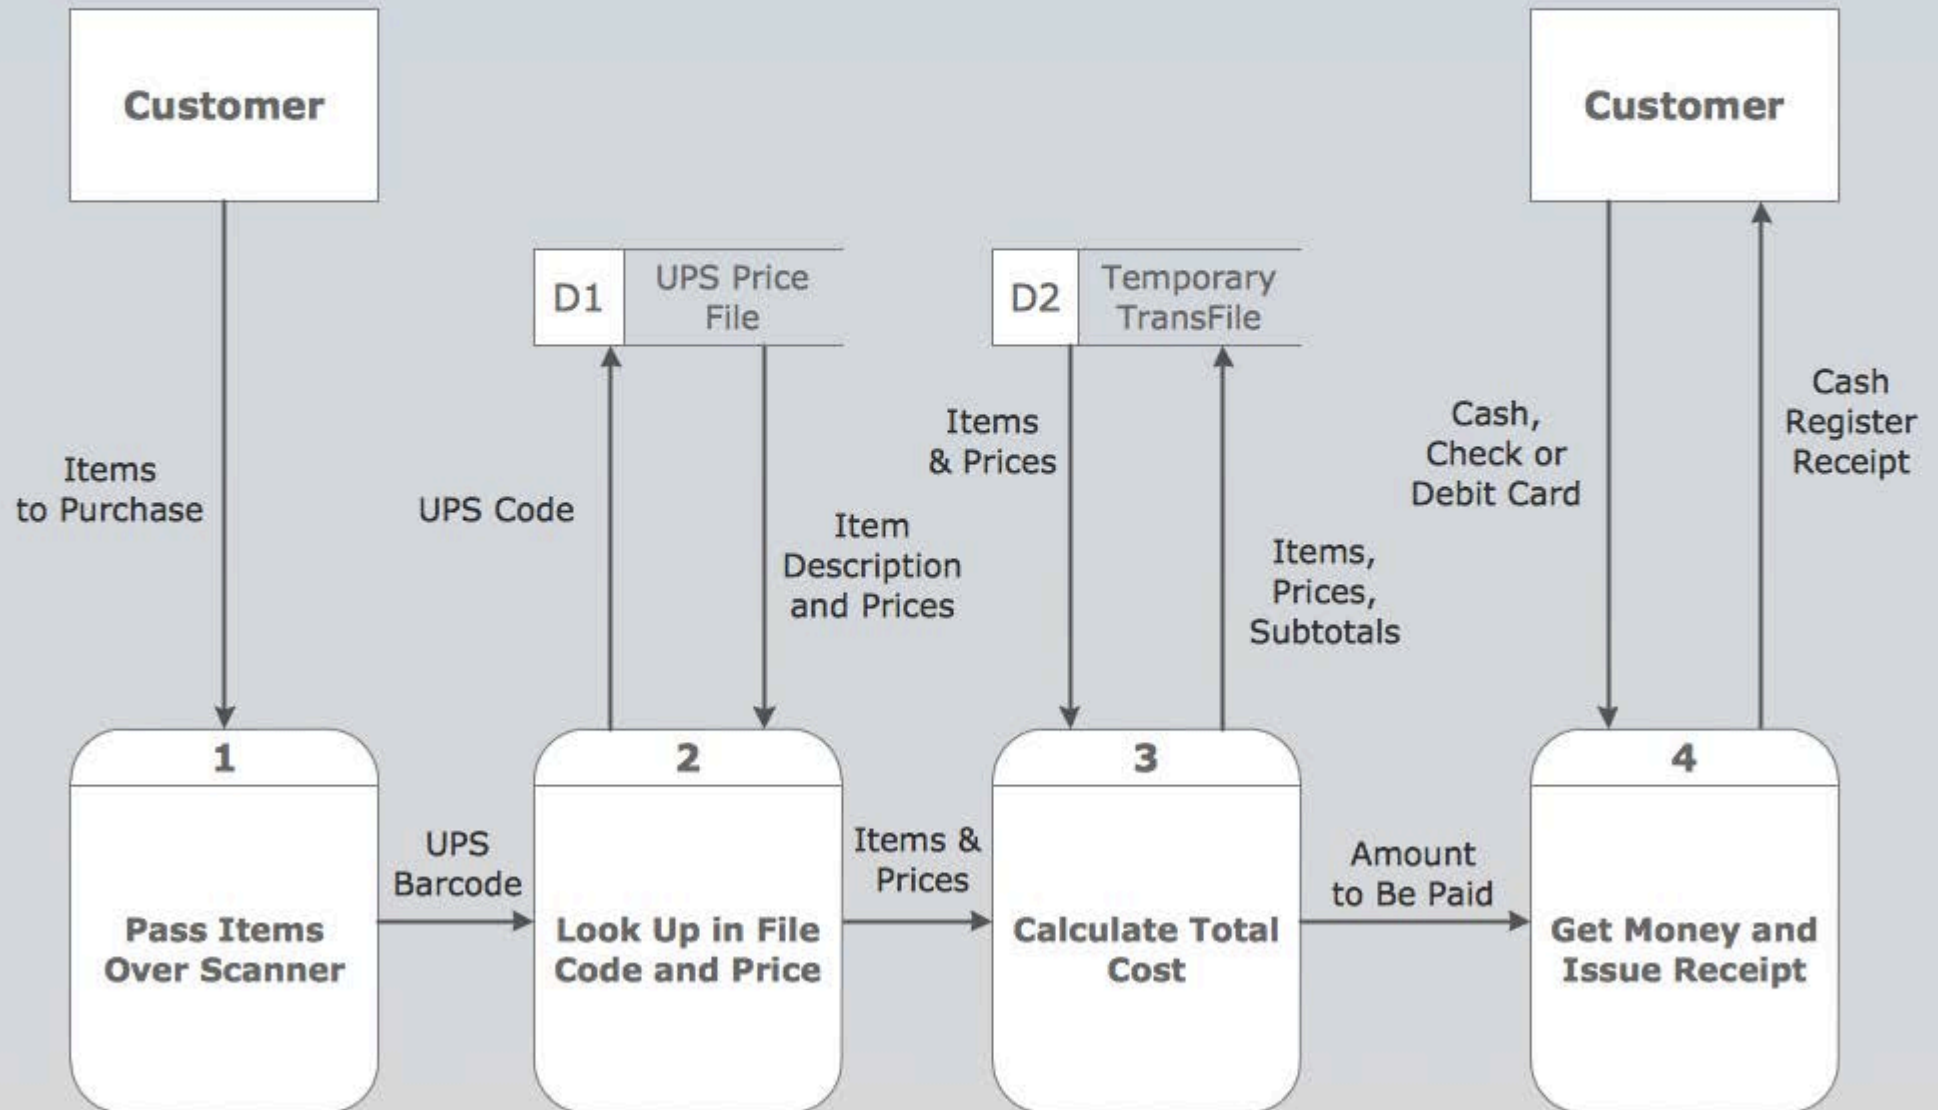 Customer
Customer
D1
UPS Price
File
D2
Temporary
TransFile
Items
to Purchase
UPS Code
Item
Description
and Prices
Items
& Prices
Items,
Prices,
Subtotals
Cash,
Check or
Debit Card
Cash
Register
Receipt
1
Pass Items
Over Scanner
UPS
Barcode
2
Look Up in File
Code and Price
Items &
Prices
3
Calculate Total
Cost
Amount
to Be Paid
4
Get Money and
Issue Receipt